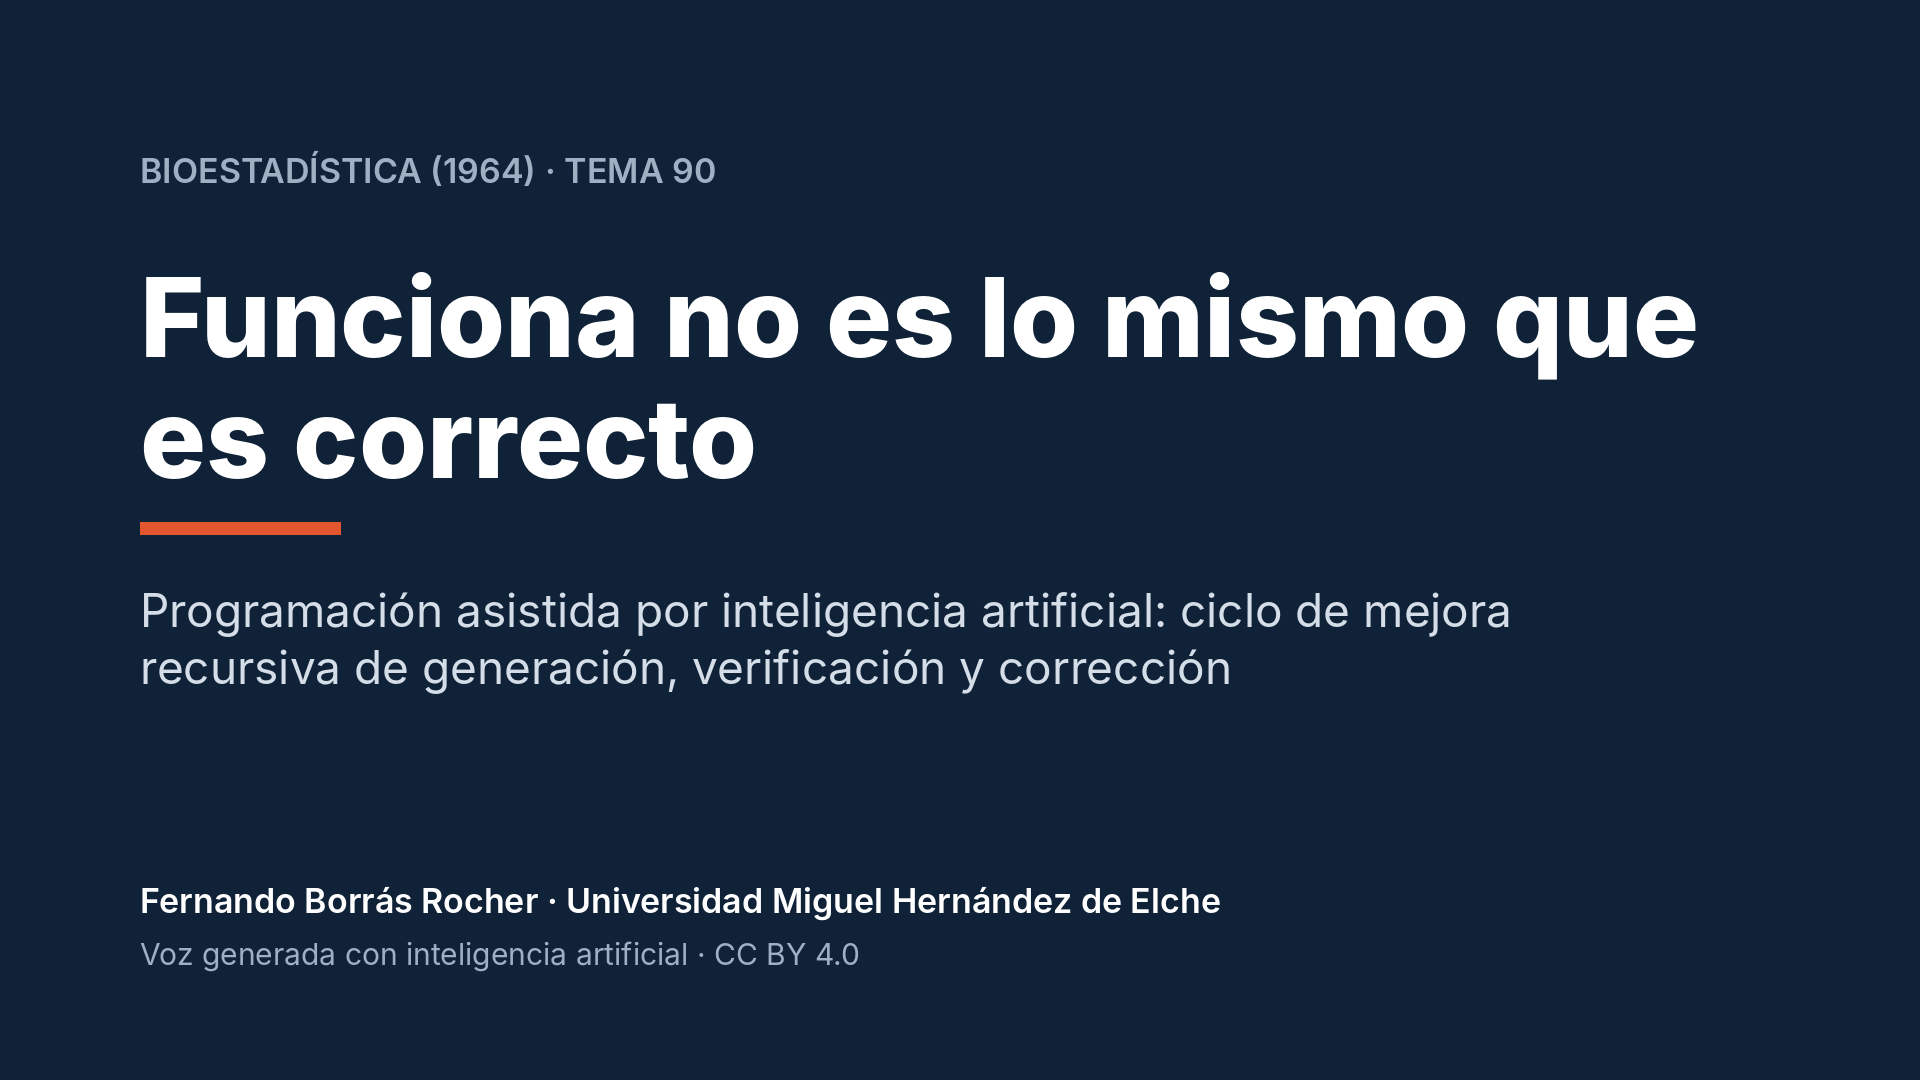 BIOESTADÍSTICA (1964) · TEMA 90
Funciona no es lo mismo que
es correcto
Programación asistida por inteligencia artificial: ciclo de mejora
recursiva de generación, verificación y corrección
Fernando Borrás Rocher · Universidad Miguel Hernández de Elche
Voz generada con inteligencia artificial · CC BY 4.0